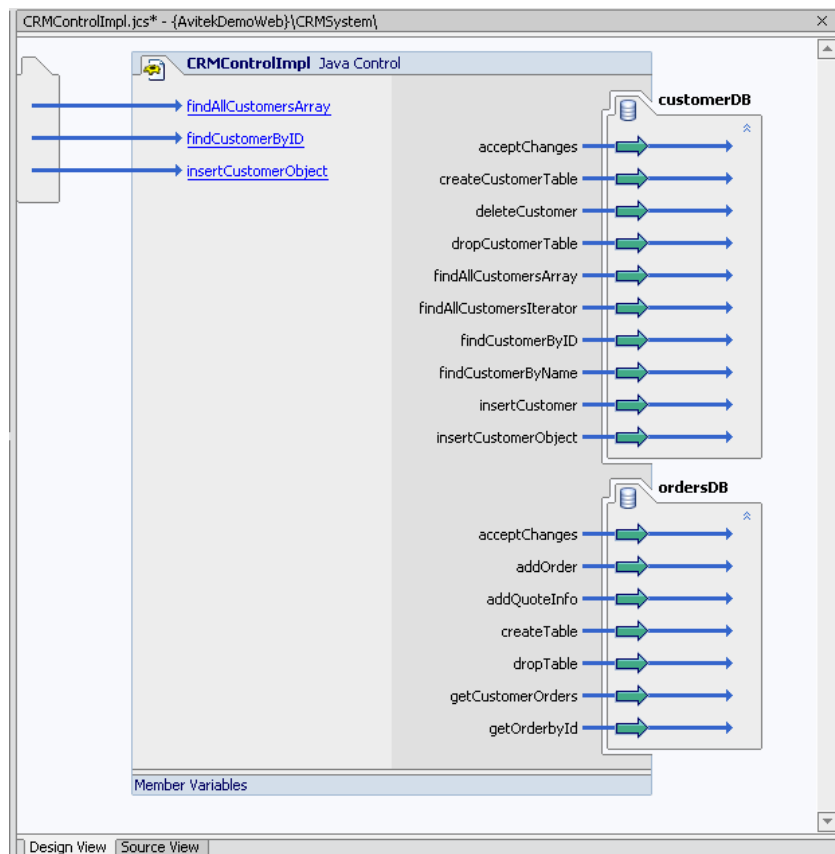 CRMControlImpl.jcs* - {AvitekDemoWeb}\CRMSystem\
CRMControlImpl Java Control
findAllCustomersArray
findCustomerByID
insertCustomerObject
customerDB
acceptChanges
createCustomerTable
deleteCustomer
dropCustomerTable
findAllCustomersArray
findAllCustomersIterator
findCustomerByID
findCustomerByName
insertCustomer
insertCustomerObject
ordersDB
acceptChanges
addOrder
addQuoteInfo
createTable
dropTable
getCustomerOrders
getOrderbyId
Member Variables
Design View Source View